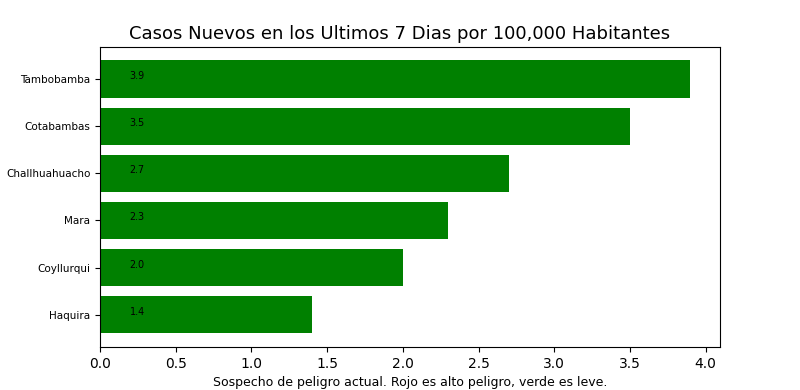 Casos Nuevos en los Ultimos 7 Dias por 100,000 Habitantes
Tambobamba 3.9
Cotabambas 3.5
Challhuahuacho 2.7
Mara 2.3
Coyllurqui 2.0
Haquira 1.4
0.0 0.5 1.0 1.5 2.0 2.5 3.0 3.5 4.0
Sospecho de peligro actual. Rojo es alto peligro, verde es leve.